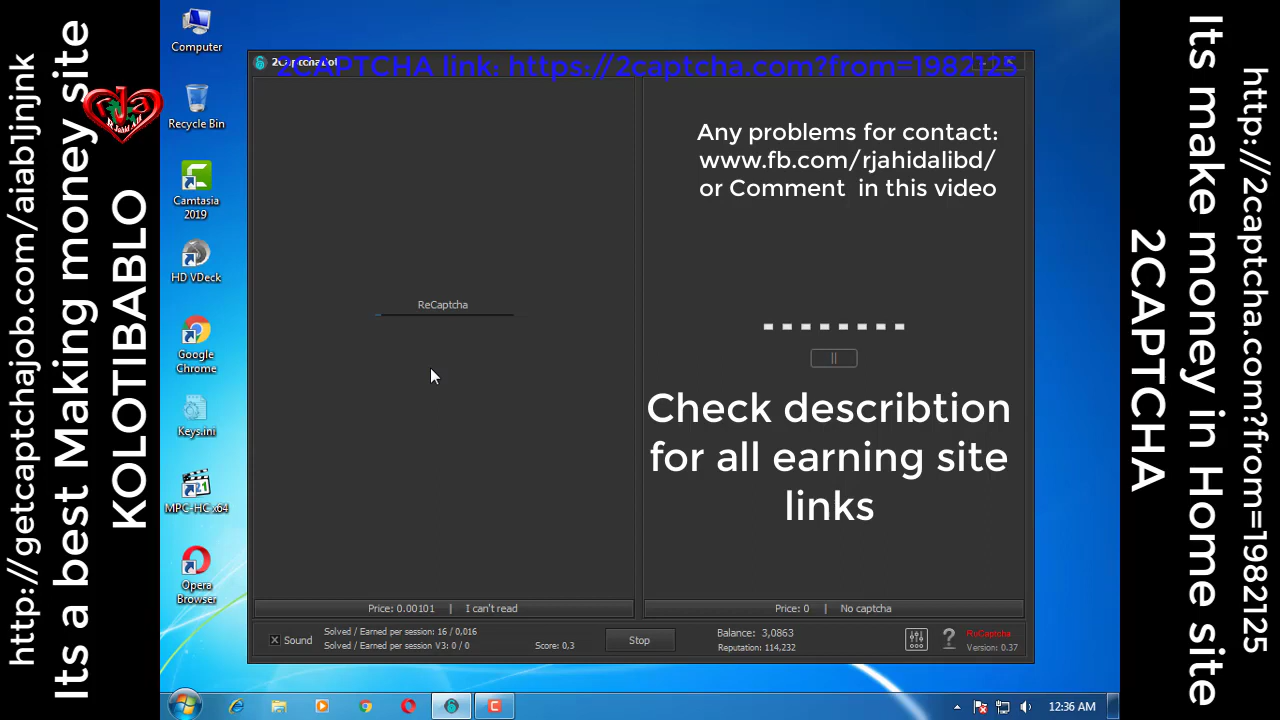 http://getcaptchajob.com/aiabljnjnk
Its a best Making money site
KOLOTIBABLO
Computer
Recycle Bin
Camtasia
2019
HD VDeck
Google
Chrome
Keys.ini
MPC-HC x64
Opera
Browser
2CaptchaBot
2CAPTCHA link: https://2captcha.com?from=1982125
ReCaptcha
Price: 0.00101 | I can't read
Any problems for contact:
www.fb.com/rjahidalibd/
or Comment in this video
Check describtion
for all earning site
links
Price: 0 | No captcha
Sound
Solved / Earned per session: 16 / 0,016
Solved / Earned per session V3: 0 / 0
Score: 0.3
Stop
Balance: 3,0863
Reputation: 114,232
RuCaptcha
Version: 0.37
12:36 AM
2CAPTCHA
Its make money in Home site
http://2captcha.com?from=1982125